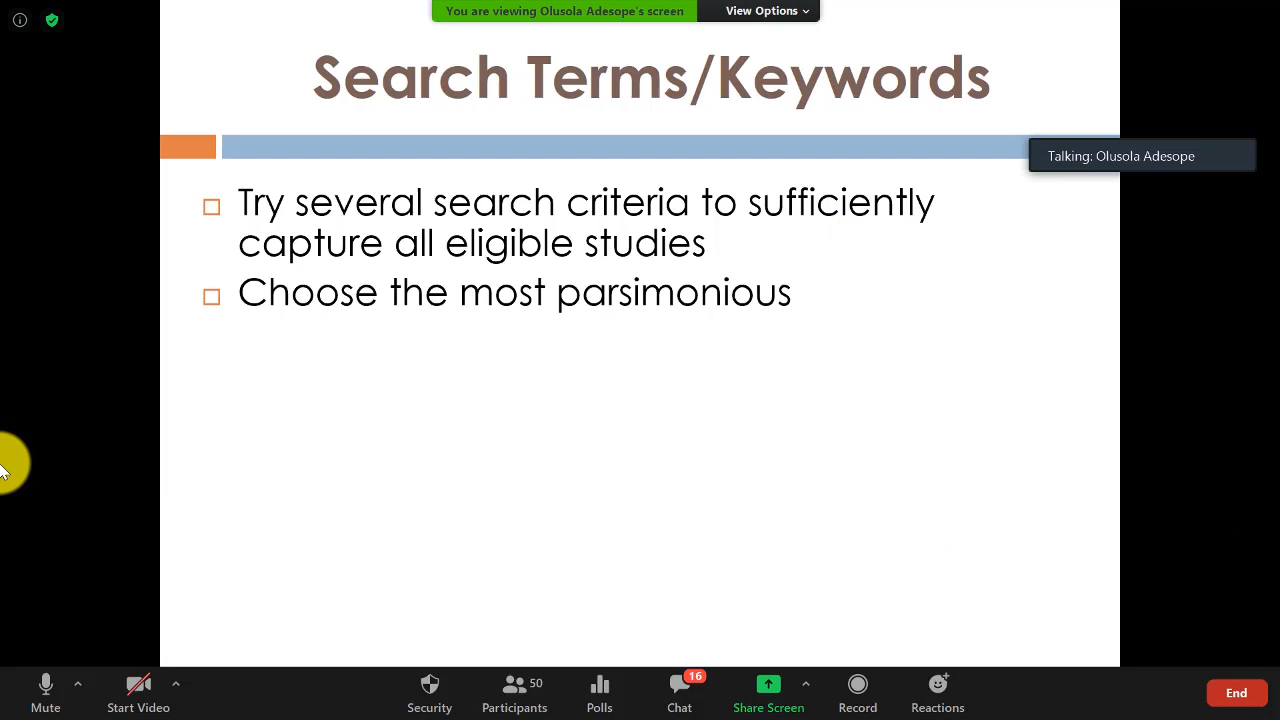 You are viewing Olusola Adesope's screen
View Options
Search Terms/Keywords
Talking: Olusola Adesope
Try several search criteria to sufficiently
capture all eligible studies
Choose the most parsimonious
Mute
Start Video
Security
50
Participants
Polls
16
Chat
Share Screen
Record
Reactions
End